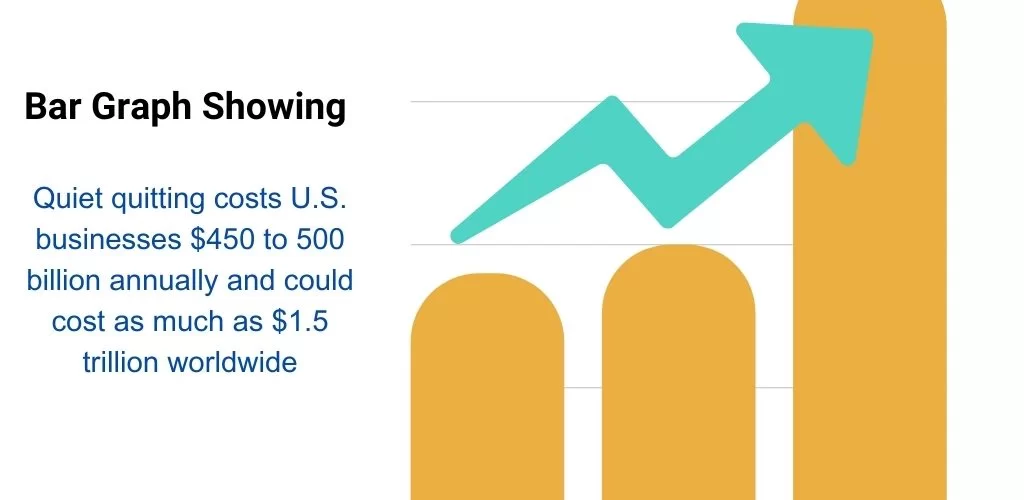 Bar Graph Showing
Quiet quitting costs U.S.
businesses $450 to 500
billion annually and could
cost as much as $1.5
trillion worldwide